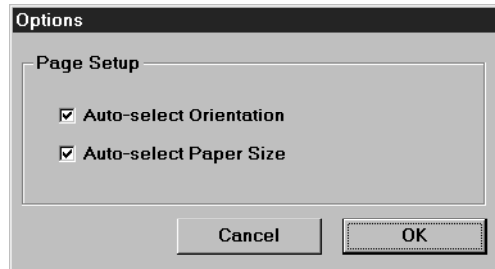 Options
Page Setup
Auto-select Orientation
Auto-select Paper Size
Cancel OK